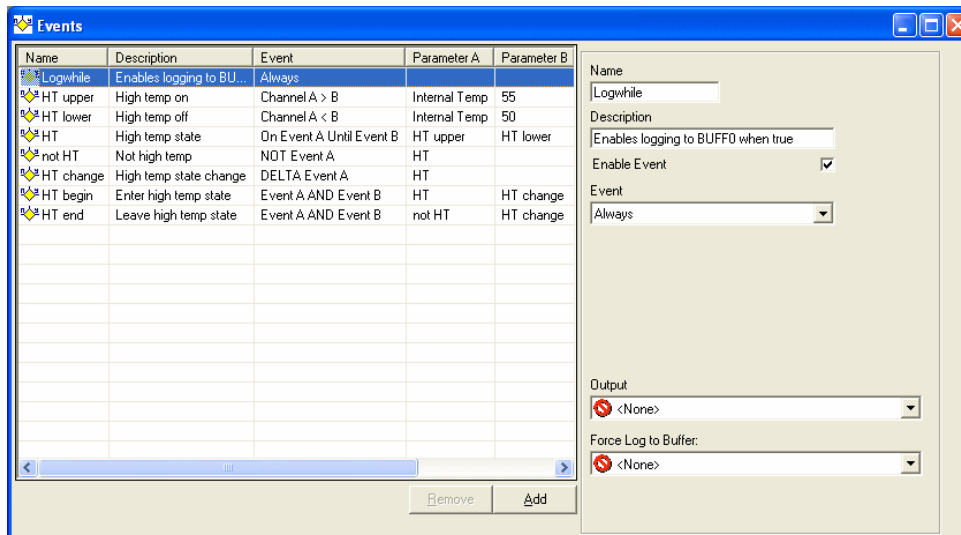 Events
Name Description Event Parameter A Parameter B
Logwhile Enables logging to BU... Always
HT upper High temp on Channel A > B Internal Temp 55
HT lower High temp off Channel A < B Internal Temp 50
HT High temp state On Event A Until Event B HT upper HT lower
not HT Not high temp NOT Event A HT
HT change High temp state change DELTA Event A HT
HT begin Enter high temp state Event A AND Event B HT HT change
HT end Leave high temp state Event A AND Event B not HT HT change
Remove Add
Name
Logwhile
Description
Enables logging to BUFF0 when true
Enable Event
Event
Always
Output
<None>
Force Log to Buffer:
<None>